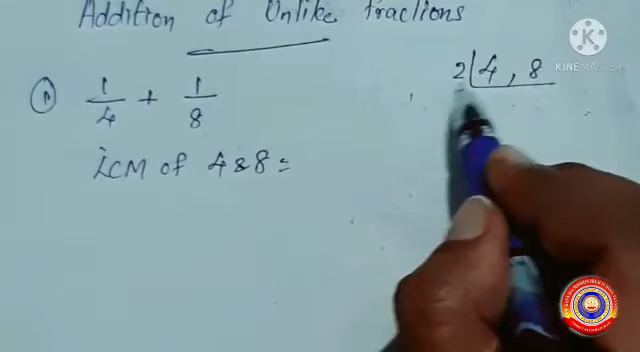 Addition of Unlike fractions
① 1/4 + 1/8
2 | 4, 8
LCM of 4 & 8 =
KINEMASTER